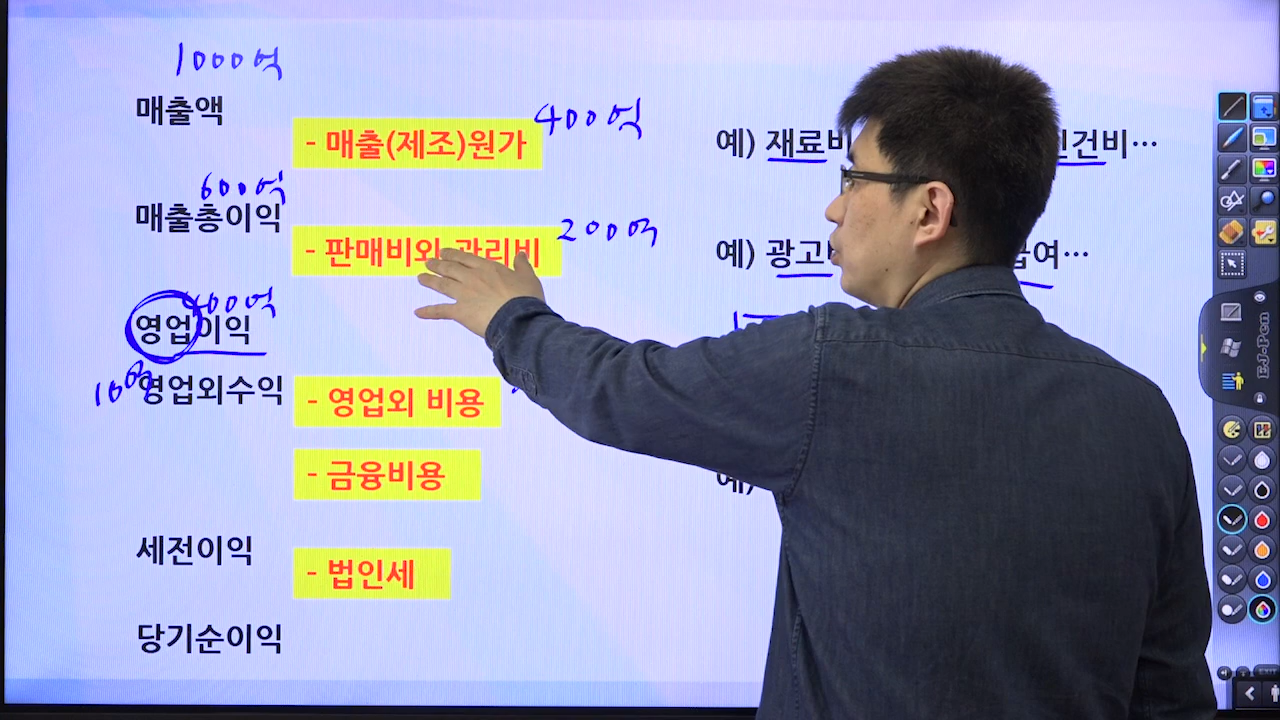 1000억
매출액
- 매출(제조)원가 400억 예) 재료비 건비…
600억
매출총이익
- 판매비와 관리비 200억 예) 광고 급여…
400억
영업이익
10억
영업외수익 - 영업외 비용
- 금융비용 예)
세전이익
- 법인세
당기순이익
EJ-Pen